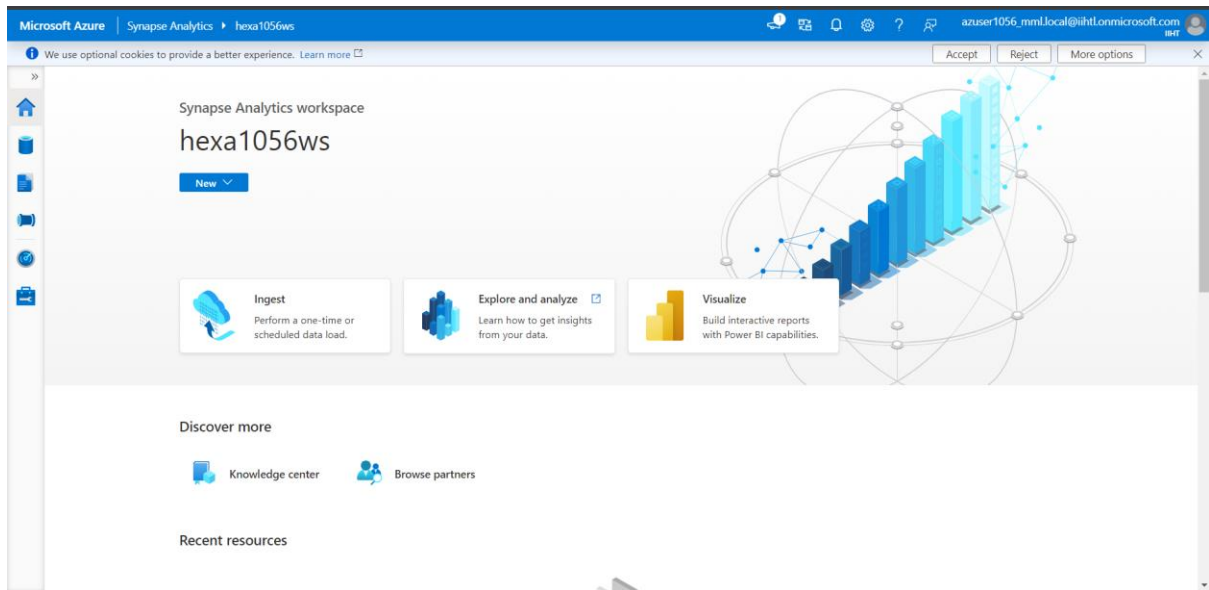 Microsoft Azure Synapse Analytics hexa1056ws
1
?
azuser1056_mml.local@iihtl.onmicrosoft.com
IIHT
We use optional cookies to provide a better experience. Learn more
Accept Reject More options
Synapse Analytics workspace
hexa1056ws
New
Ingest
Perform a one-time or
scheduled data load.
Explore and analyze
Learn how to get insights
from your data.
Visualize
Build interactive reports
with Power BI capabilities.
Discover more
Knowledge center Browse partners
Recent resources